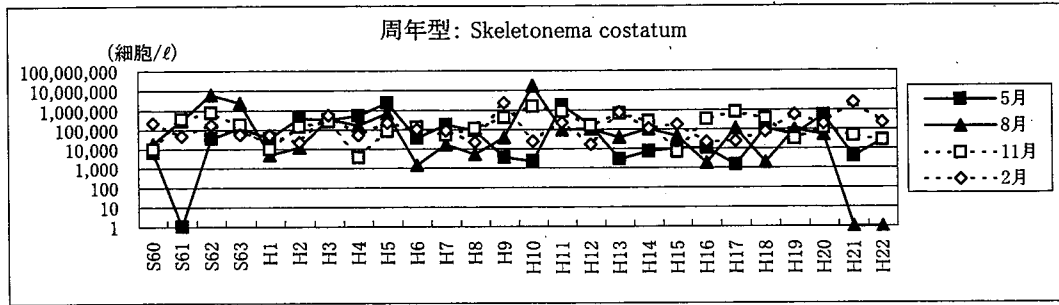 周年型: Skeletonema costatum
(細胞/ℓ)
100,000,000
10,000,000
1,000,000
100,000
10,000
1,000
100
10
1
S60 S61 S62 S63 H1 H2 H3 H4 H5 H6 H7 H8 H9 H10 H11 H12 H13 H14 H15 H16 H17 H18 H19 H20 H21 H22
5月
8月
11月
2月